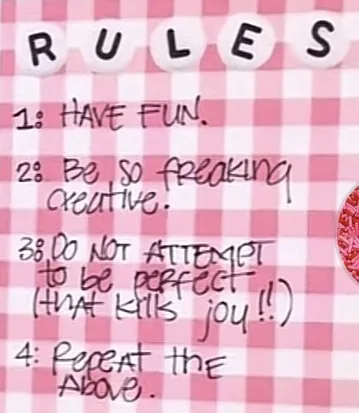 RULES
1: HAVE FUN.
2: Be so freaking
creative.
3: DO NOT ATTEMPT
to be perfect
(that kills joy!!)
4: Repeat the
Above.